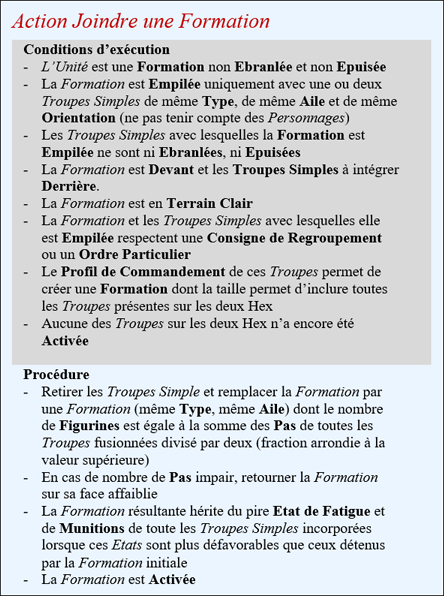 Action Joindre une Formation
Conditions d’exécution
- L’Unité est une Formation non Ebranlée et non Epuisée
- La Formation est Empilée uniquement avec une ou deux
Troupes Simples de même Type, de même Aile et de même
Orientation (ne pas tenir compte des Personnages)
- Les Troupes Simples avec lesquelles la Formation est
Empilée ne sont ni Ebranlées, ni Epuisées
- La Formation est Devant et les Troupes Simples à intégrer
Derrière.
- La Formation est en Terrain Clair
- La Formation et les Troupes Simples avec lesquelles elle
est Empilée respectent une Consigne de Regroupement
ou un Ordre Particulier
- Le Profil de Commandement de ces Troupes permet de
créer une Formation dont la taille permet d’inclure toutes
les Troupes présentes sur les deux Hex
- Aucune des Troupes sur les deux Hex n’a encore été
Activée
Procédure
- Retirer les Troupes Simple et remplacer la Formation par
une Formation (même Type, même Aile) dont le nombre
de Figurines est égale à la somme des Pas de toutes les
Troupes fusionnées divisé par deux (fraction arrondie à la
valeur supérieure)
- En cas de nombre de Pas impair, retourner la Formation
sur sa face affaiblie
- La Formation résultante hérite du pire Etat de Fatigue et
de Munitions de toute les Troupes Simples incorporées
lorsque ces Etats sont plus défavorables que ceux détenus
par la Formation initiale
- La Formation est Activée